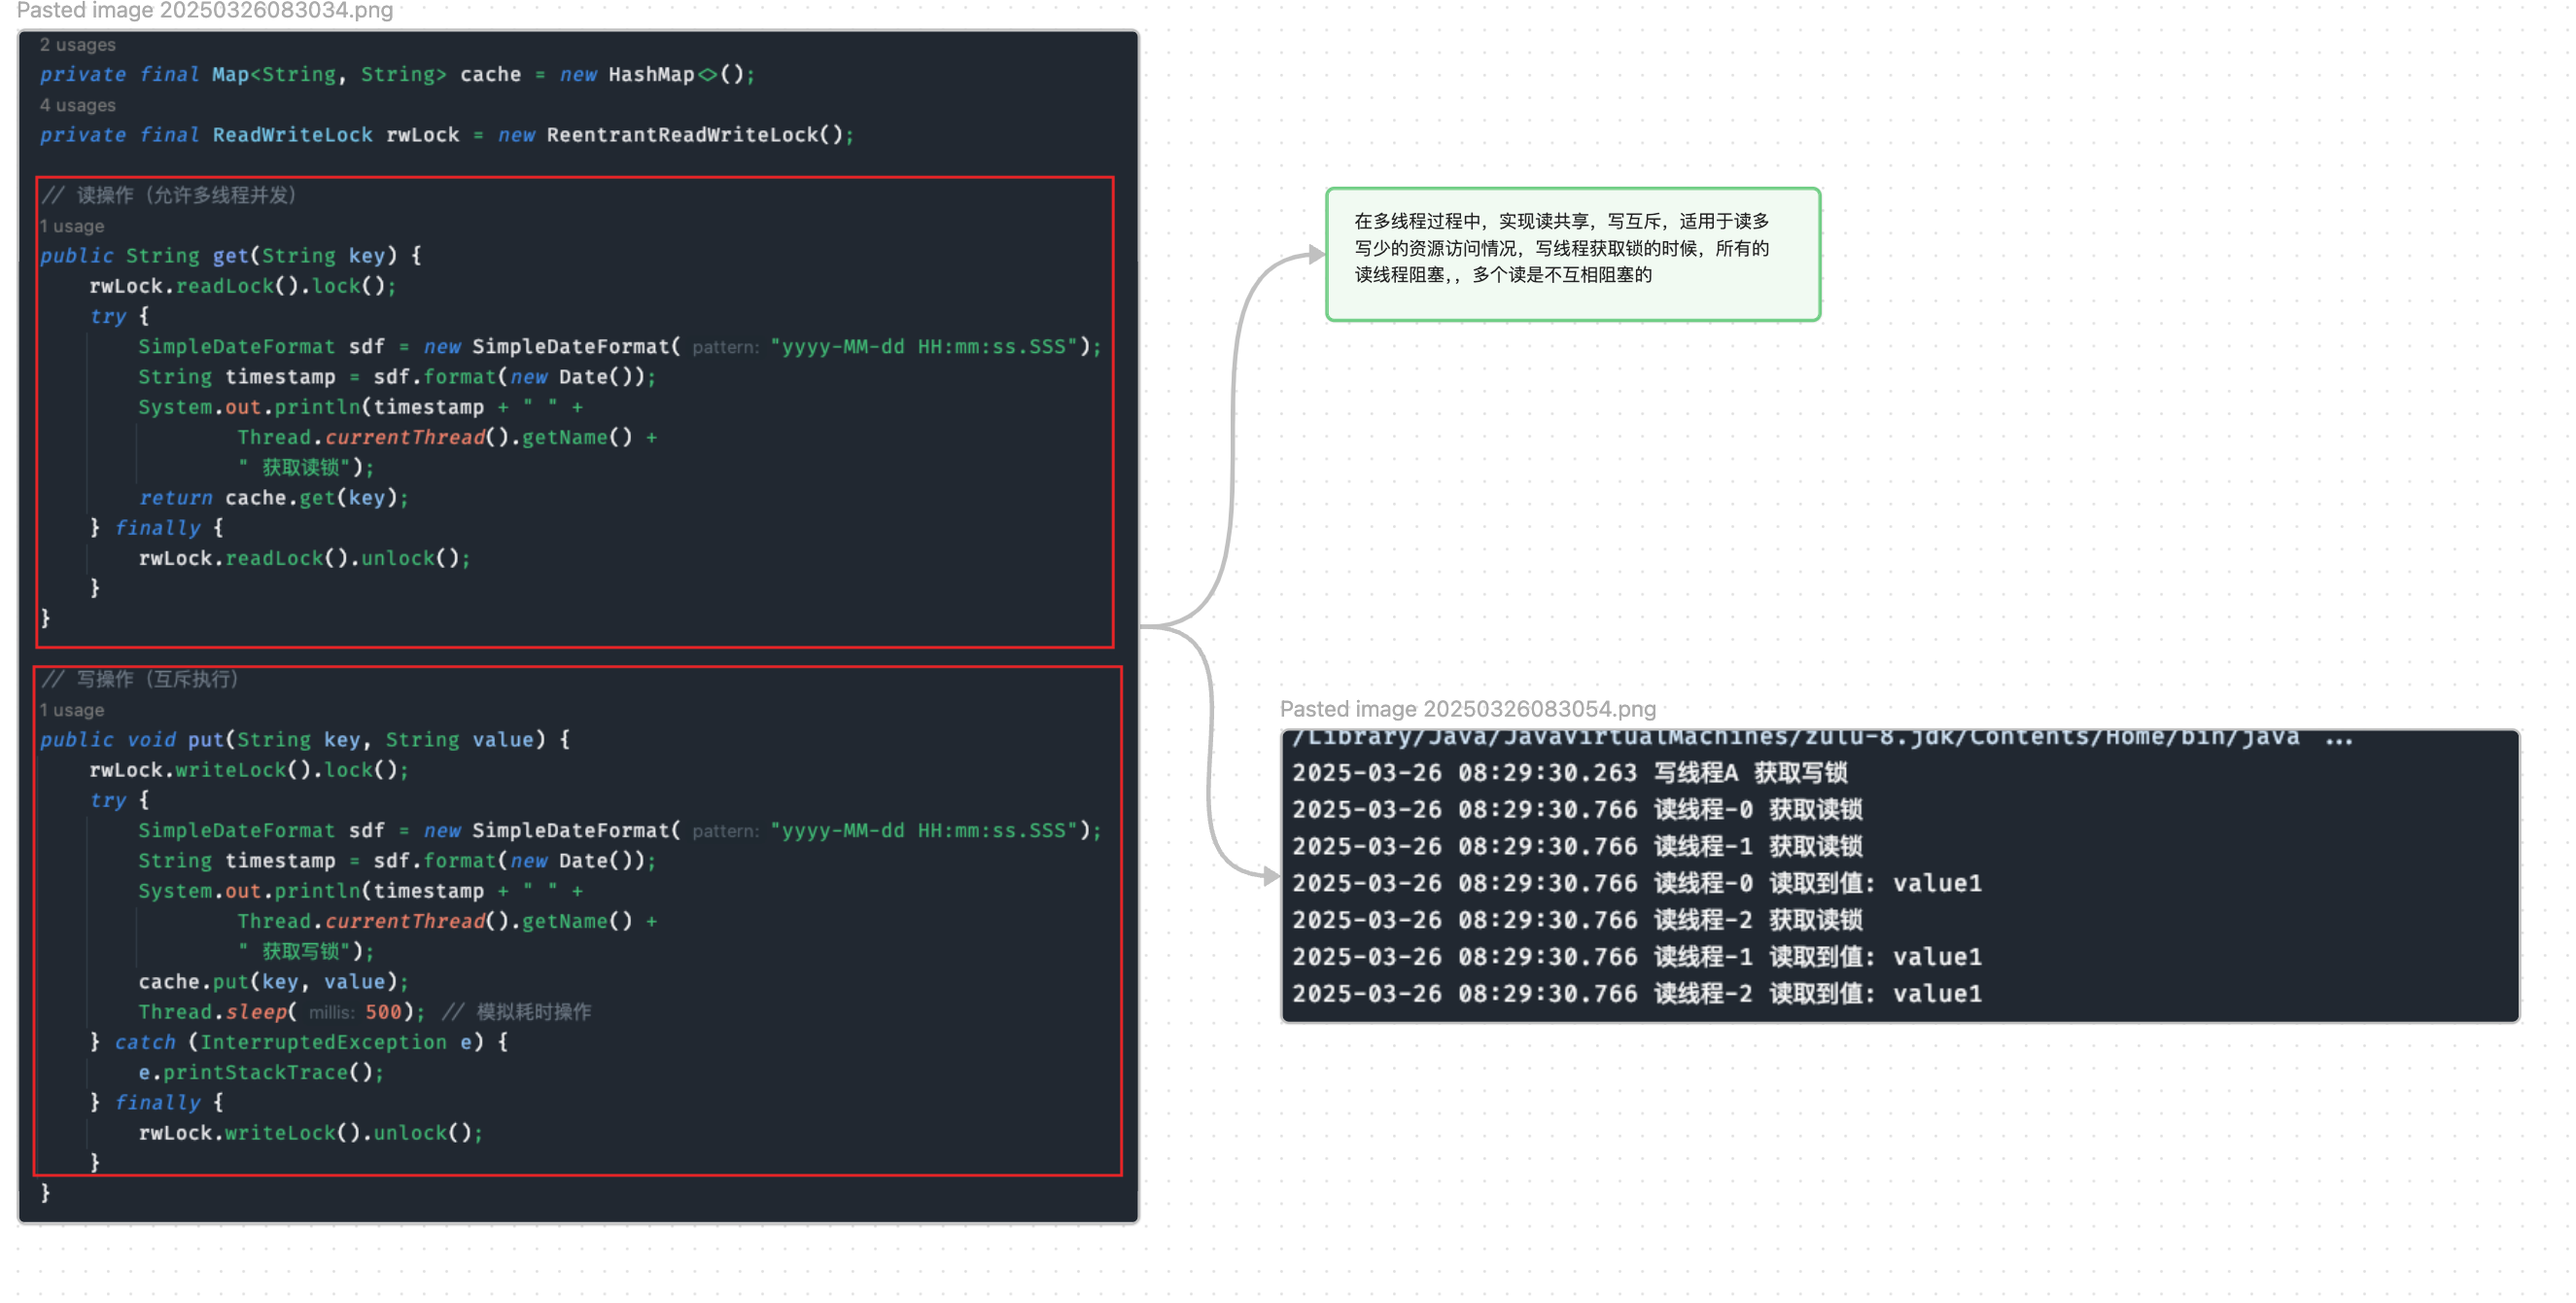 Pasted image 20250326083034.png
2 usages
private final Map<String, String> cache = new HashMap<>();
4 usages
private final ReadWriteLock rwLock = new ReentrantReadWriteLock();
// 读操作（允许多线程并发）
1 usage
public String get(String key) {
rwLock.readLock().lock();
try {
SimpleDateFormat sdf = new SimpleDateFormat( pattern: "yyyy-MM-dd HH:mm:ss.SSS");
String timestamp = sdf.format(new Date());
System.out.println(timestamp + " " +
Thread.currentThread().getName() +
" 获取读锁");
return cache.get(key);
} finally {
rwLock.readLock().unlock();
}
}
// 写操作（互斥执行）
1 usage
public void put(String key, String value) {
rwLock.writeLock().lock();
try {
SimpleDateFormat sdf = new SimpleDateFormat( pattern: "yyyy-MM-dd HH:mm:ss.SSS");
String timestamp = sdf.format(new Date());
System.out.println(timestamp + " " +
Thread.currentThread().getName() +
" 获取写锁");
cache.put(key, value);
Thread.sleep( millis: 500); // 模拟耗时操作
} catch (InterruptedException e) {
e.printStackTrace();
} finally {
rwLock.writeLock().unlock();
}
}
在多线程过程中，实现读共享，写互斥，适用于读多
写少的资源访问情况，写线程获取锁的时候，所有的
读线程阻塞,，多个读是不互相阻塞的
Pasted image 20250326083054.png
/Library/Java/JavaVirtualMachines/zulu-8.jdk/Contents/Home/bin/java ...
2025-03-26 08:29:30.263 写线程A 获取写锁
2025-03-26 08:29:30.766 读线程-0 获取读锁
2025-03-26 08:29:30.766 读线程-1 获取读锁
2025-03-26 08:29:30.766 读线程-0 读取到值: value1
2025-03-26 08:29:30.766 读线程-2 获取读锁
2025-03-26 08:29:30.766 读线程-1 读取到值: value1
2025-03-26 08:29:30.766 读线程-2 读取到值: value1